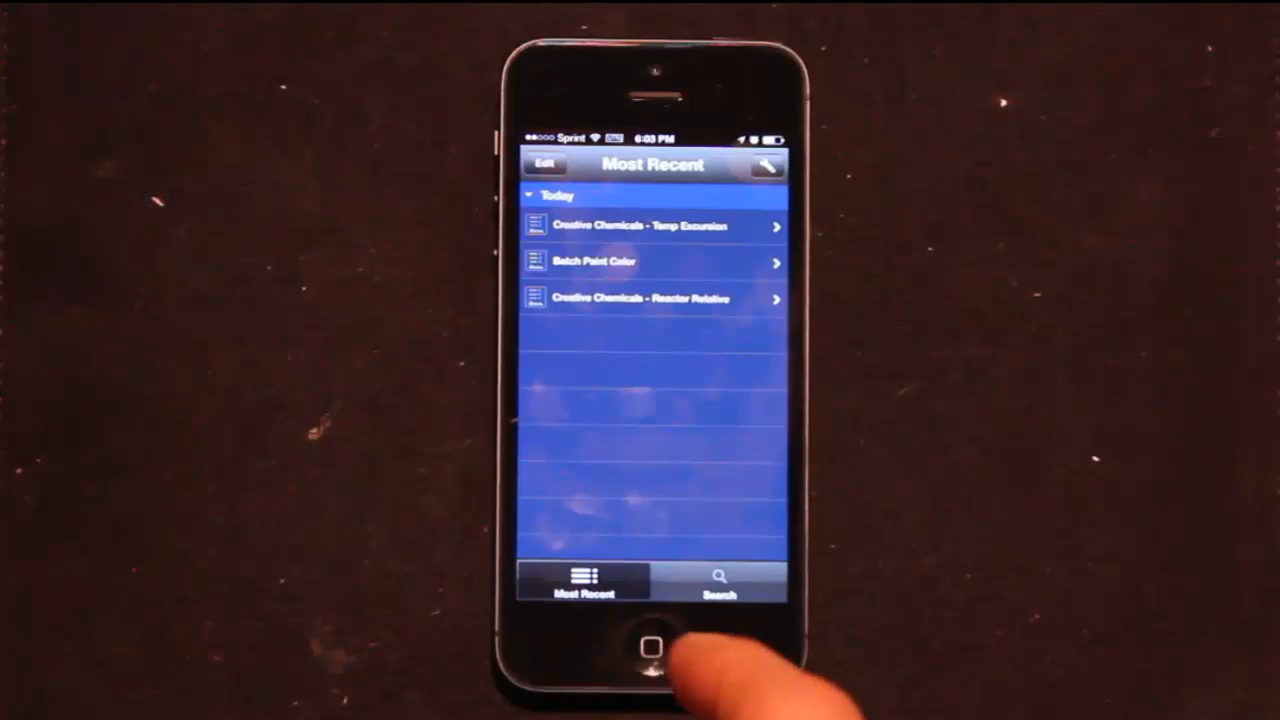 Sprint 6:03 PM
Edit Most Recent
Today
Creative Chemicals - Temp Excursion
Batch Paint Color
Creative Chemicals - Reactor Relative
Most Recent Search